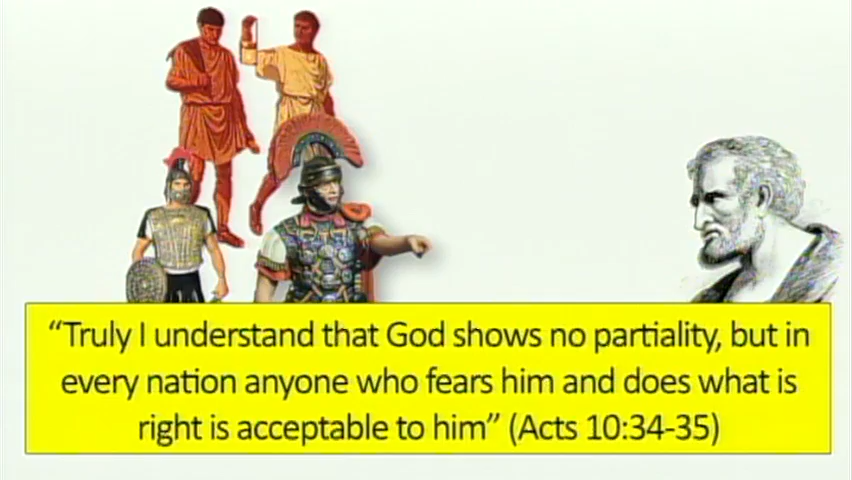 “Truly I understand that God shows no partiality, but in
every nation anyone who fears him and does what is
right is acceptable to him” (Acts 10:34-35)